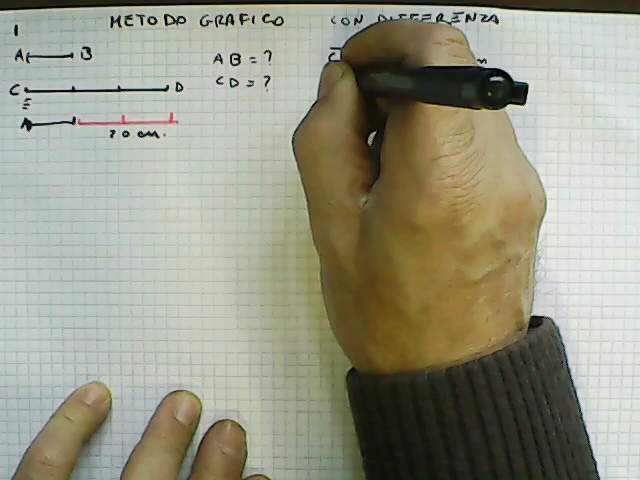 1 METODO GRAFICO CON DIFFERENZA
A B AB = ?
C D CD = ?
E
A
20 cm.